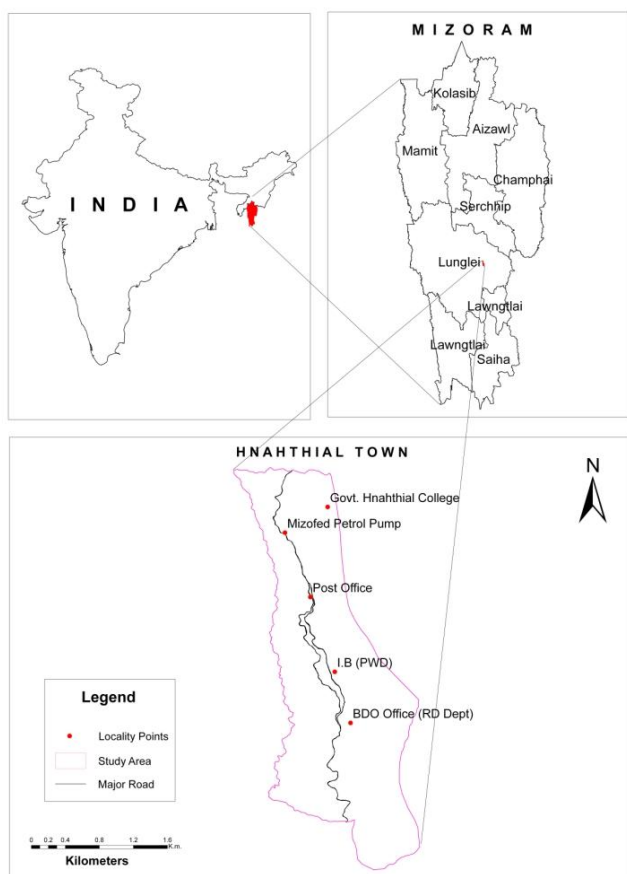 I N D I A
M I Z O R A M
Kolasib
Aizawl
Mamit
Champhai
Serchhip
Lunglei
Lawngtlai
Lawngtlai
Saiha
HNAHTHIAL TOWN
N
Govt. Hnahthial College
Mizofed Petrol Pump
Post Office
I.B (PWD)
BDO Office (RD Dept)
Legend
Locality Points
Study Area
Major Road
0 0.2 0.4 0.8 1.2 1.6
K.m.
Kilometers